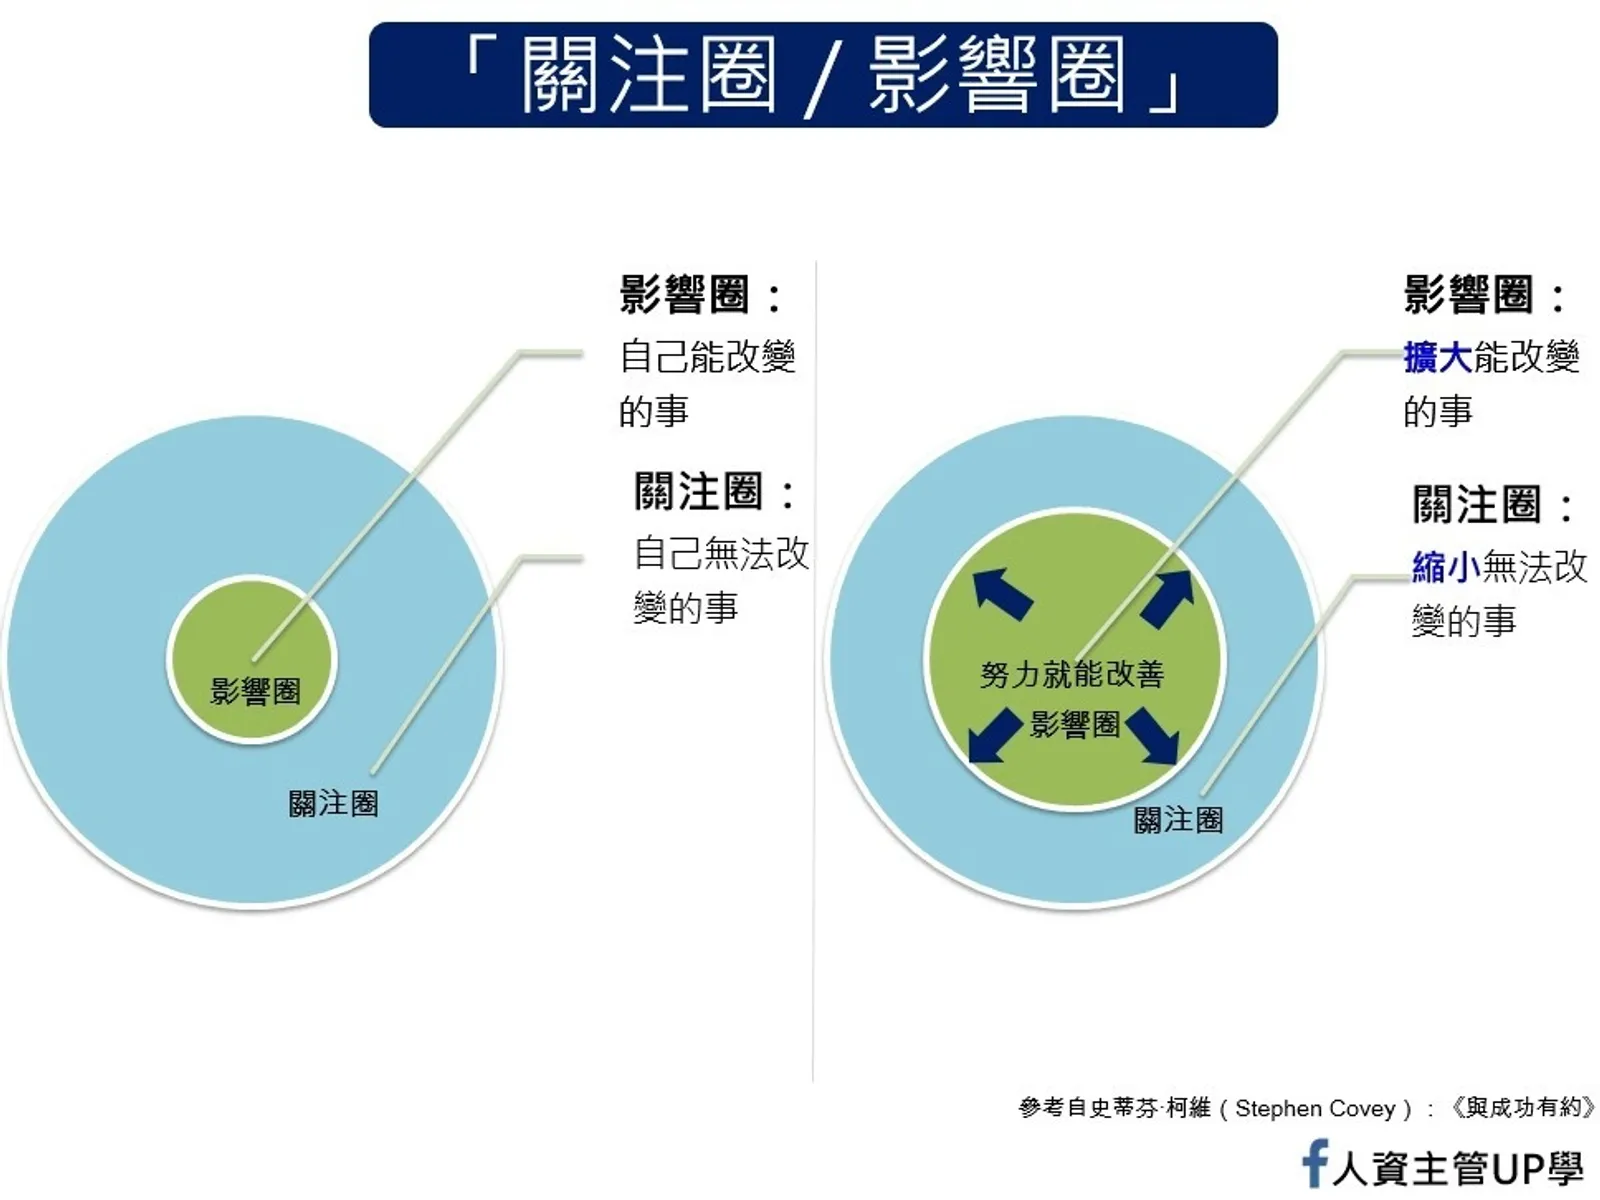 「關注圈/影響圈」
影響圈：
自己能改變
的事
關注圈：
自己無法改
變的事
影響圈
關注圈
影響圈：
擴大能改變
的事
關注圈：
縮小無法改
變的事
努力就能改善
影響圈
關注圈
參考自史蒂芬·柯維（Stephen Covey）：《與成功有約》
f人資主管UP學